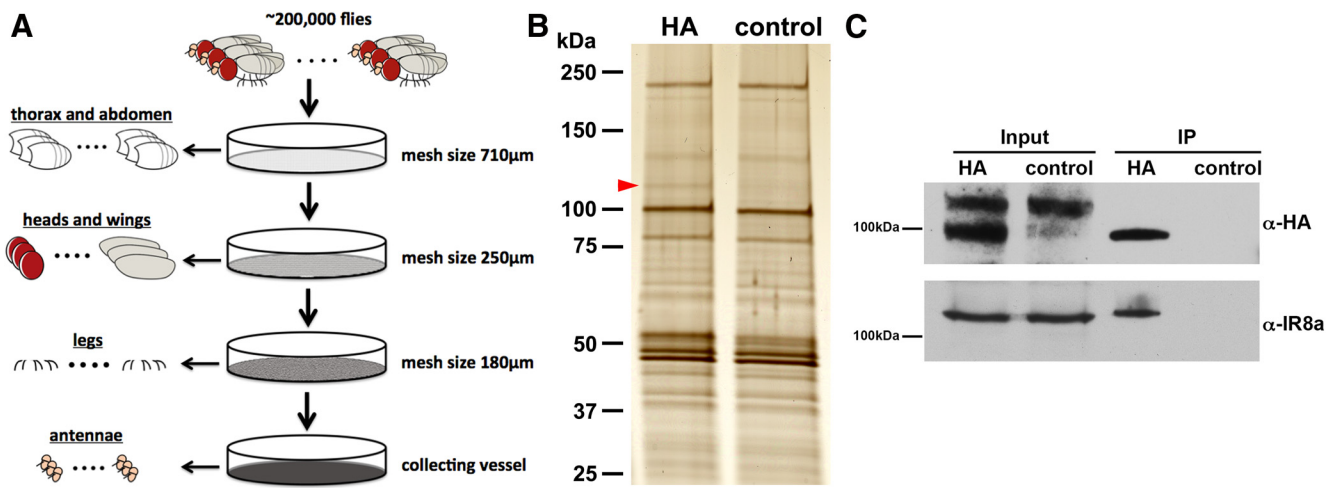 A
~200,000 flies
thorax and abdomen
mesh size 710µm
heads and wings
mesh size 250µm
legs
mesh size 180µm
antennae
collecting vessel
B
HA control
kDa
250
150
100
75
50
37
25
C
Input IP
HA control HA control
100kDa
α-HA
100kDa
α-IR8a